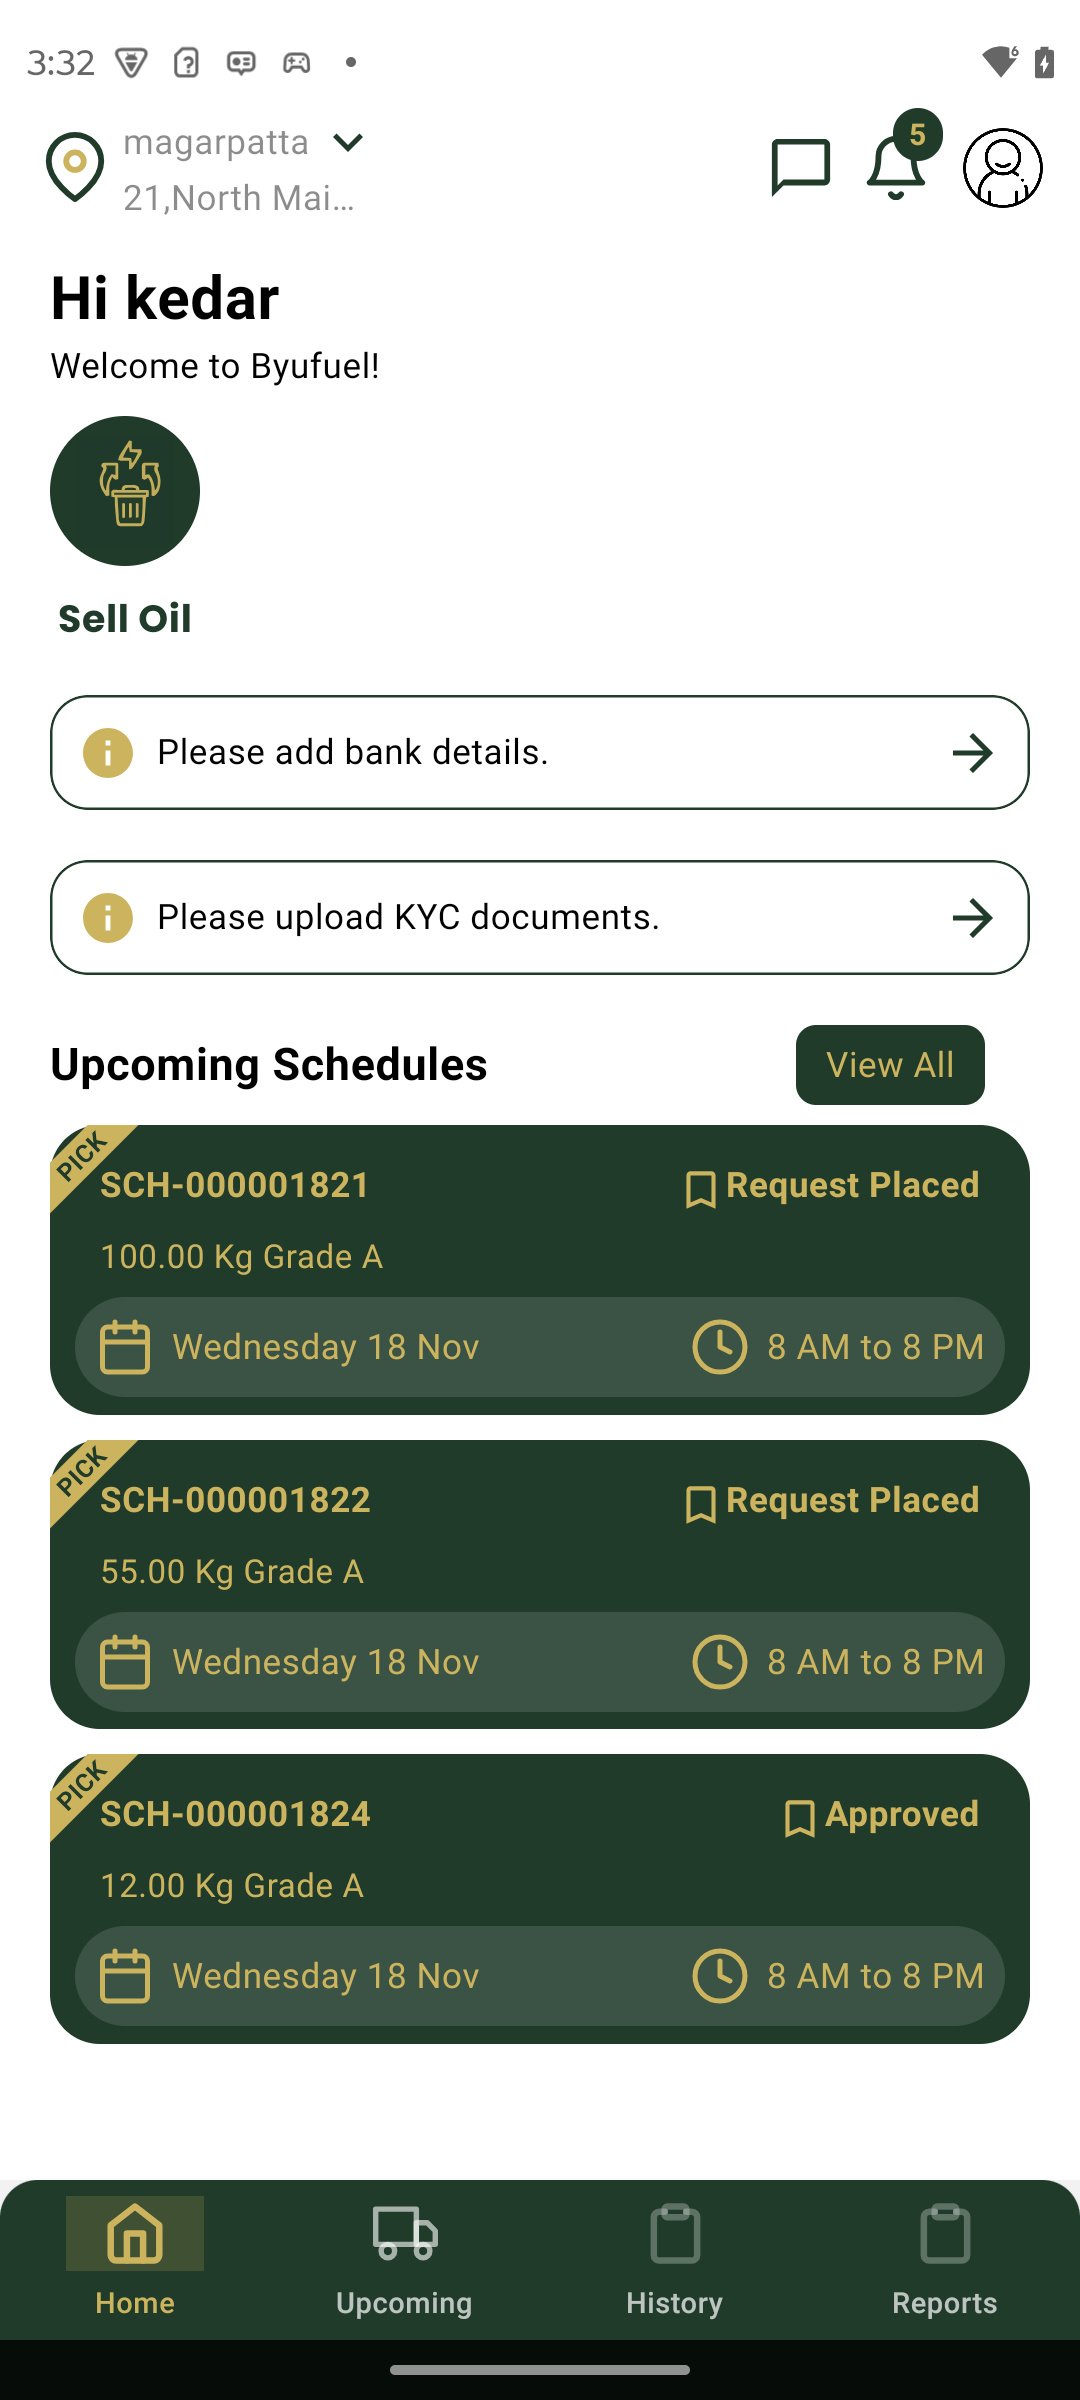 3:32
6
magarpatta
21,North Mai...
5
Hi kedar
Welcome to Byufuel!
Sell Oil
Please add bank details.
Please upload KYC documents.
Upcoming Schedules
View All
PICK
SCH-000001821
Request Placed
100.00 Kg Grade A
Wednesday 18 Nov
8 AM to 8 PM
PICK
SCH-000001822
Request Placed
55.00 Kg Grade A
Wednesday 18 Nov
8 AM to 8 PM
PICK
SCH-000001824
Approved
12.00 Kg Grade A
Wednesday 18 Nov
8 AM to 8 PM
Home
Upcoming
History
Reports